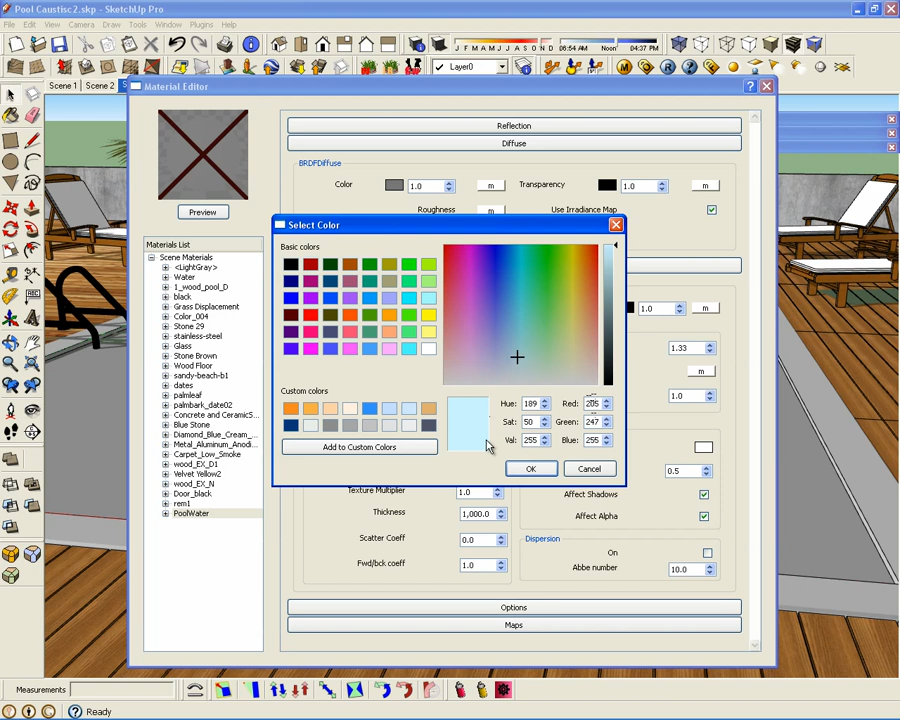 Pool Caustisc2.skp - SketchUp Pro
File Edit View Camera Draw Tools Window Plugins Help
J F M A M J J A S O N D 06:54 AM Noon 04:37 PM
Layer0
Scene 1 Scene 2
Material Editor
Reflection
Diffuse
BRDFDiffuse
Color 1.0 m Transparency 1.0 m
Preview
Roughness m Use Irradiance Map
Select Color
Materials List
Basic colors
Scene Materials
<LightGray>
Water
1_wood_pool_D
black
Grass Displacement
1.0 m
Color_004
Stone 29
stainless-steel
Glass
1.33
Stone Brown
Wood Floor
m
sandy-beach-b1
dates
Custom colors
palmleaf
1.0
palmbark_date02
Hue: 189 Red: 205
Concrete and CeramicS...
Sat: 50 Green: 247
Blue Stone
Diamond_Blue_Cream_...
Val: 255 Blue: 255
Metal_Aluminum_Anodi...
Add to Custom Colors
Carpet_Low_Smoke
wood_EX_D1
OK Cancel
0.5
Velvet Yellow2
wood_EX_N
Texture Multiplier 1.0 Affect Shadows
Door_black
rem1
PoolWater
Thickness 1,000.0 Affect Alpha
Scatter Coeff 0.0 Dispersion
On
Fwd/bck coeff 1.0 Abbe number 10.0
Options
Maps
Measurements
Ready